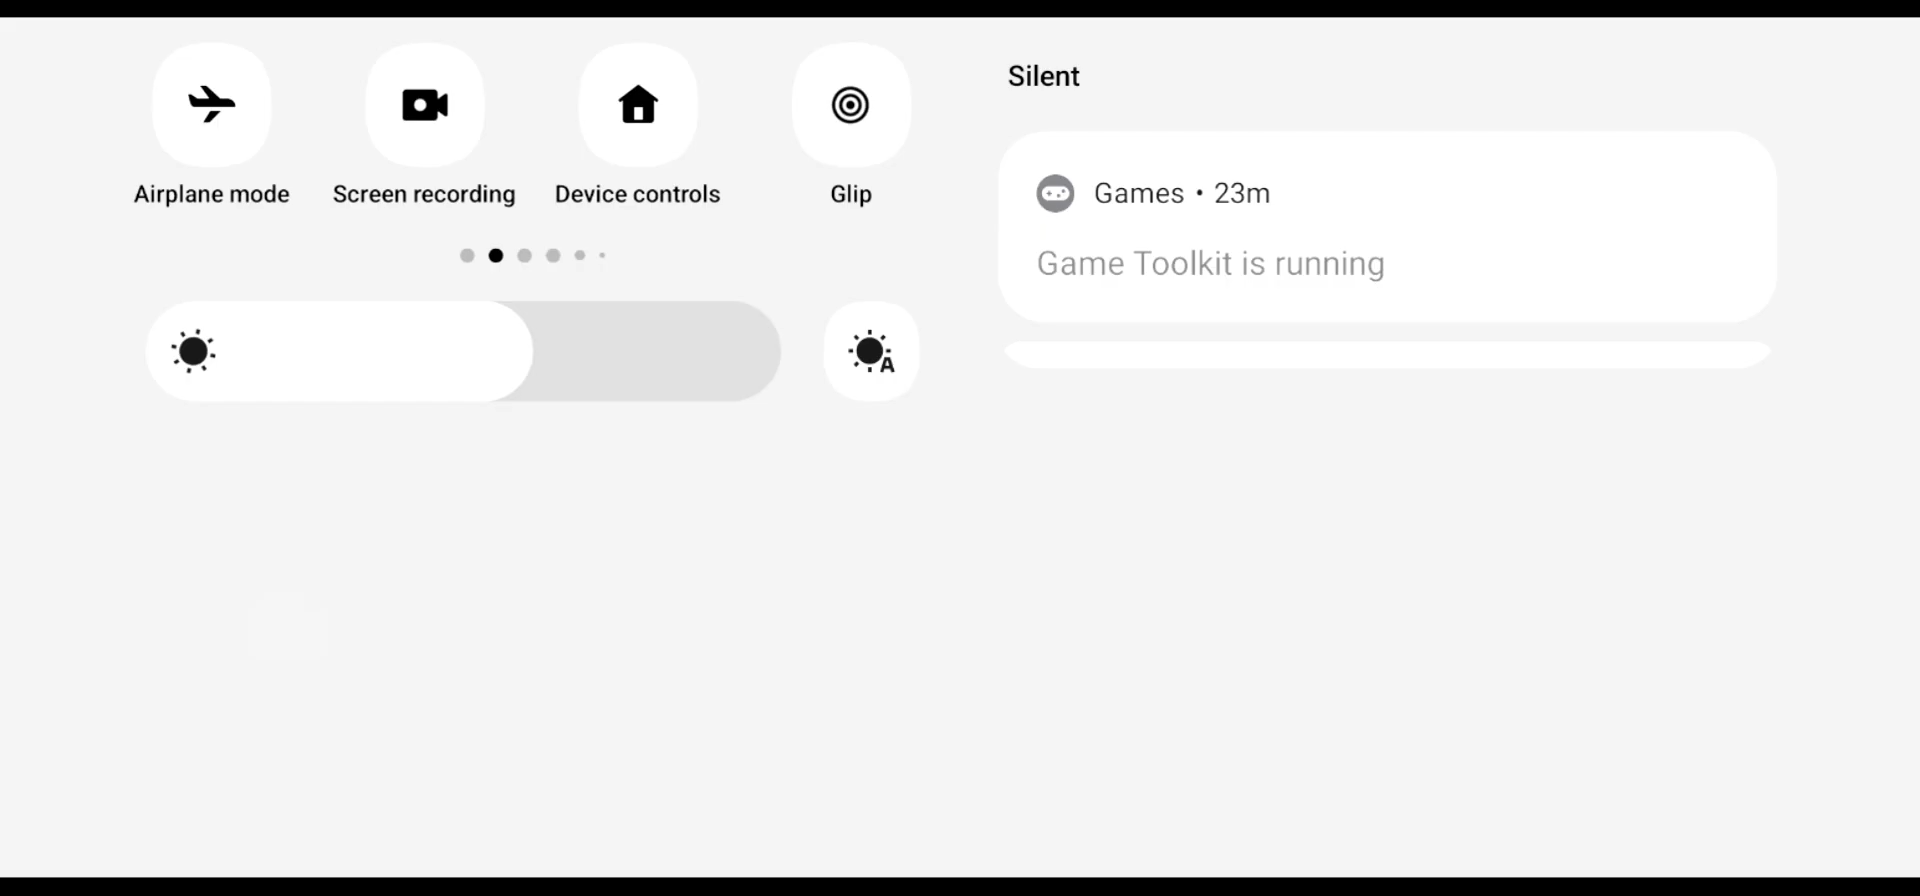 Airplane mode
Screen recording
Device controls
Glip
A
Silent
Games • 23m
Game Toolkit is running